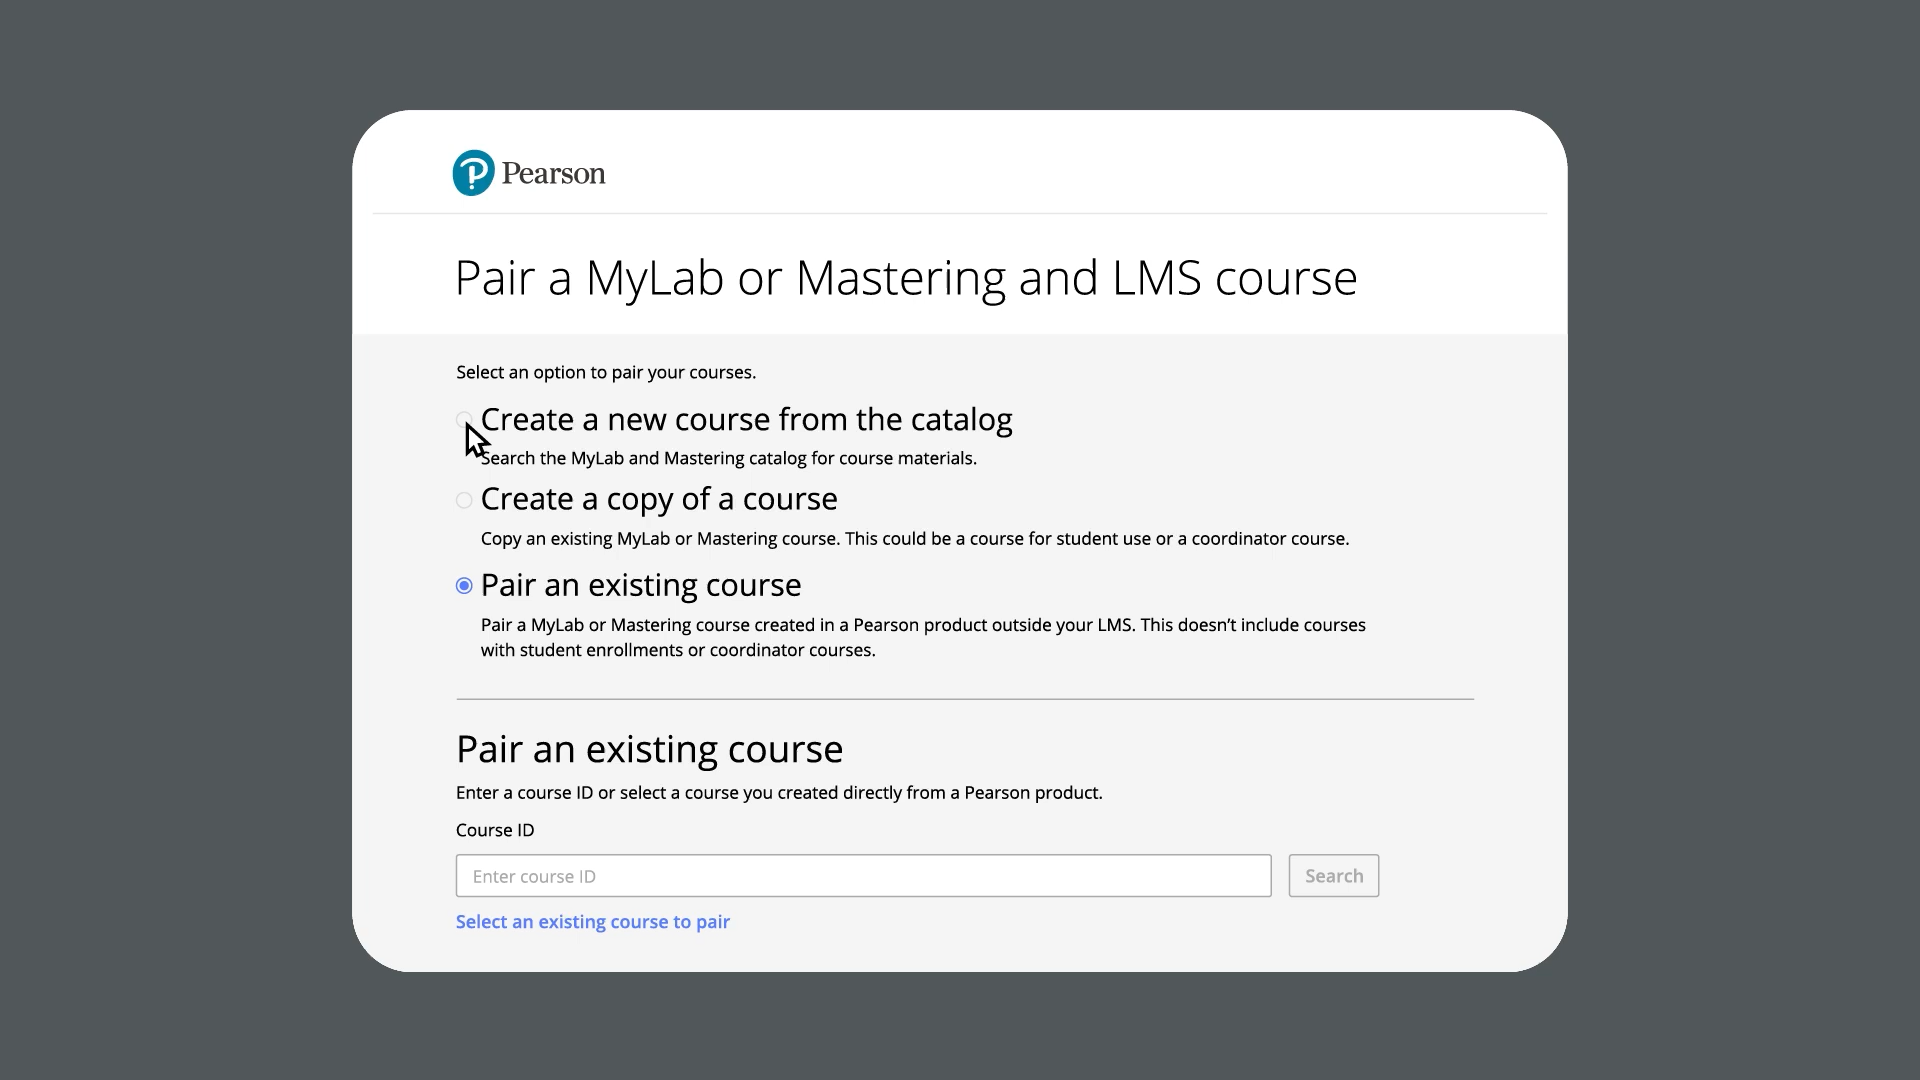 Pearson
Pair a MyLab or Mastering and LMS course
Select an option to pair your courses.
Create a new course from the catalog
Search the MyLab and Mastering catalog for course materials.
Create a copy of a course
Copy an existing MyLab or Mastering course. This could be a course for student use or a coordinator course.
Pair an existing course
Pair a MyLab or Mastering course created in a Pearson product outside your LMS. This doesn’t include courses
with student enrollments or coordinator courses.
Pair an existing course
Enter a course ID or select a course you created directly from a Pearson product.
Course ID
Enter course ID
Search
Select an existing course to pair